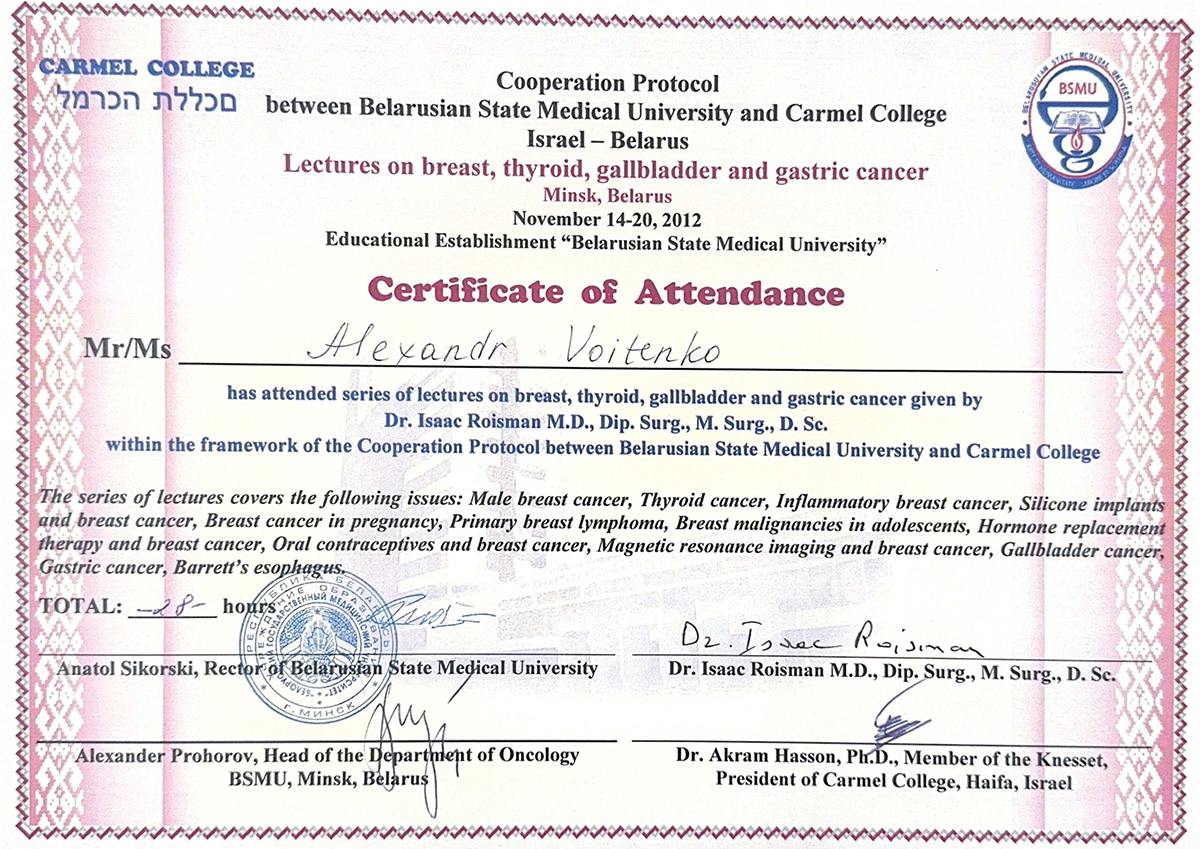 CARMEL COLLEGE
מכללת הכרמל
Cooperation Protocol
between Belarusian State Medical University and Carmel College
Israel – Belarus
Lectures on breast, thyroid, gallbladder and gastric cancer
Minsk, Belarus
November 14-20, 2012
Educational Establishment “Belarusian State Medical University”
BELARUSIAN STATE MEDICAL UNIVERSITY
BSMU
Certificate of Attendance
Mr/Ms Alexandr Voitenko
has attended series of lectures on breast, thyroid, gallbladder and gastric cancer given by
Dr. Isaac Roisman M.D., Dip. Surg., M. Surg., D. Sc.
within the framework of the Cooperation Protocol between Belarusian State Medical University and Carmel College
The series of lectures covers the following issues: Male breast cancer, Thyroid cancer, Inflammatory breast cancer, Silicone implants
and breast cancer, Breast cancer in pregnancy, Primary breast lymphoma, Breast malignancies in adolescents, Hormone replacement
therapy and breast cancer, Oral contraceptives and breast cancer, Magnetic resonance imaging and breast cancer, Gallbladder cancer,
Gastric cancer, Barrett’s esophagus.
TOTAL: -28- hours
Dr. Isaac Roisman
Anatol Sikorski, Rector of Belarusian State Medical University
Dr. Isaac Roisman M.D., Dip. Surg., M. Surg., D. Sc.
г. МИНСК
Alexander Prohorov, Head of the Department of Oncology
BSMU, Minsk, Belarus
Dr. Akram Hasson, Ph.D., Member of the Knesset,
President of Carmel College, Haifa, Israel